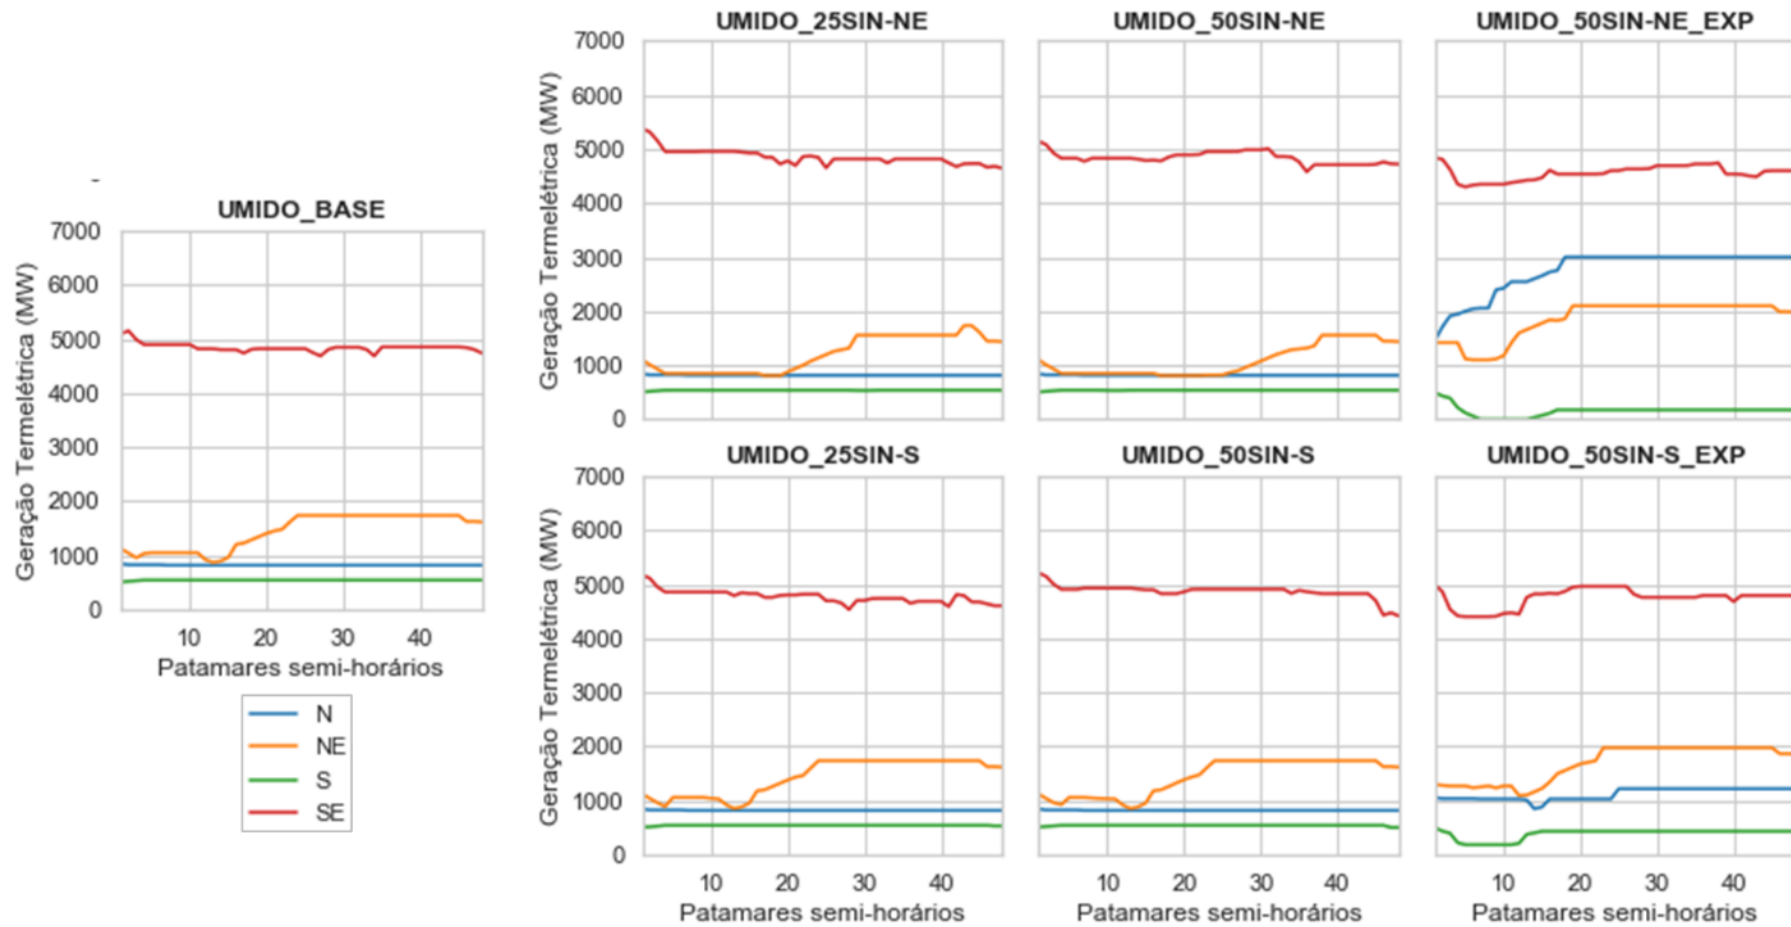 UMIDO_BASE
Geração Termelétrica (MW)
7000
6000
5000
4000
3000
2000
1000
0
10 20 30 40
Patamares semi-horários
N
NE
S
SE
UMIDO_25SIN-NE UMIDO_50SIN-NE UMIDO_50SIN-NE_EXP
Geração Termelétrica (MW)
7000
6000
5000
4000
3000
2000
1000
0
UMIDO_25SIN-S UMIDO_50SIN-S UMIDO_50SIN-S_EXP
Geração Termelétrica (MW)
7000
6000
5000
4000
3000
2000
1000
0
10 20 30 40 10 20 30 40 10 20 30 40
Patamares semi-horários Patamares semi-horários Patamares semi-horários